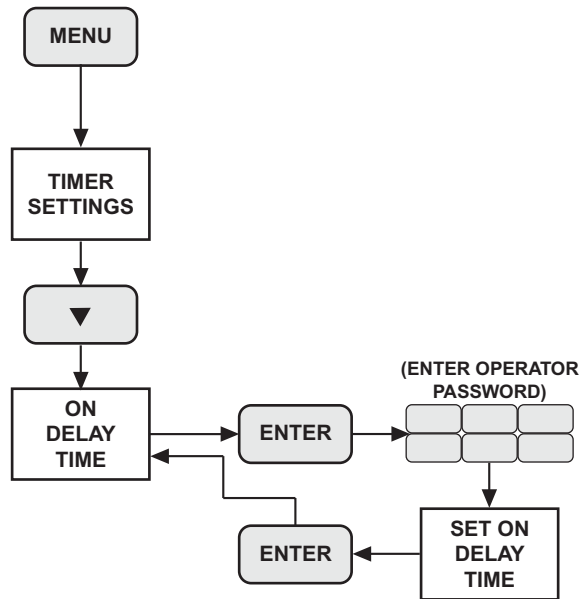 MENU
TIMER
SETTINGS
▼
ON
DELAY
TIME
ENTER
(ENTER OPERATOR
PASSWORD)
SET ON
DELAY
TIME
ENTER